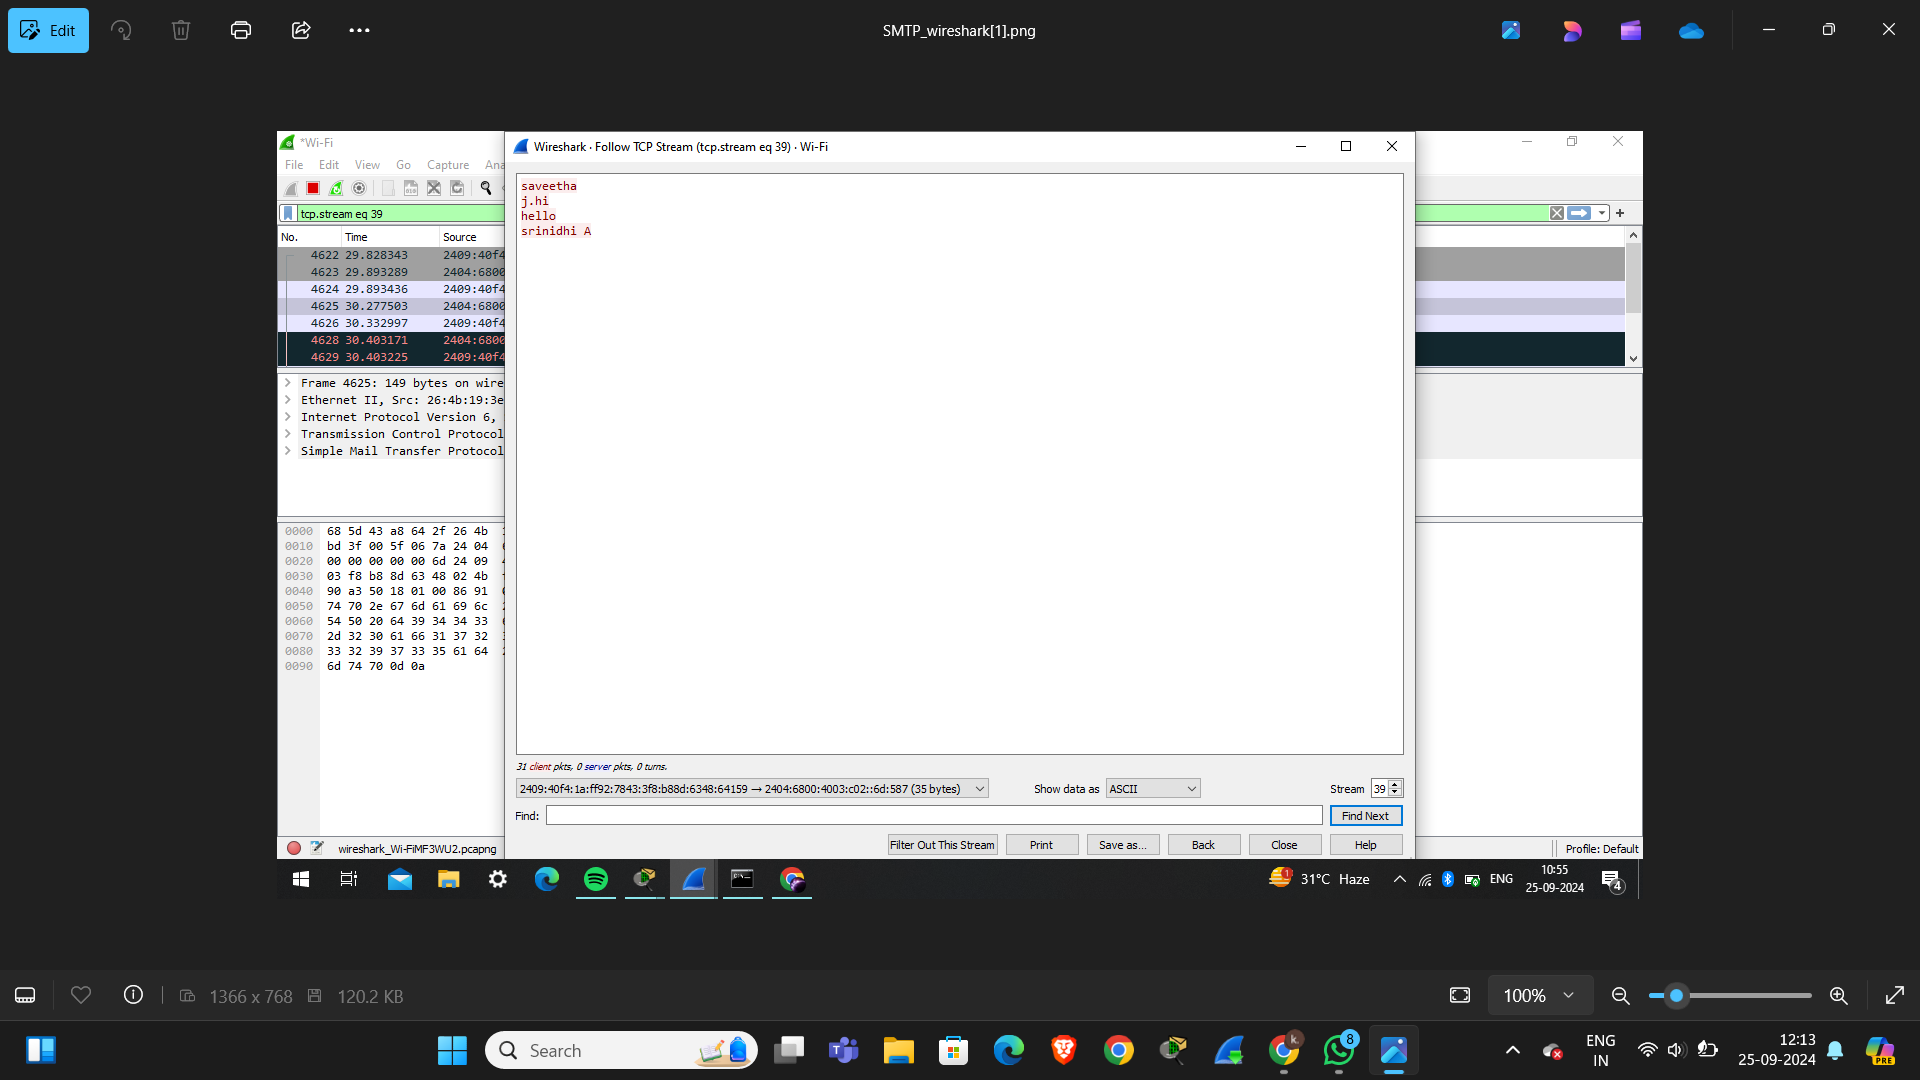 Edit
SMTP_wireshark[1].png
*Wi-Fi
File Edit View Go Capture
Wireshark · Follow TCP Stream (tcp.stream eq 39) · Wi-Fi
tcp.stream eq 39
No. Time Source
4622 29.828343 2409:40f4
4623 29.893289 2404:6800
4624 29.893436 2409:40f4
4625 30.277503 2404:6800
4626 30.332997 2409:40f4
4628 30.403171 2404:6800
4629 30.403225 2409:40f4
Frame 4625: 149 bytes on wire
Ethernet II, Src: 26:4b:19:3e
Internet Protocol Version 6,
Transmission Control Protocol
Simple Mail Transfer Protocol
0000 68 5d 43 a8 64 2f 26 4b
0010 bd 3f 00 5f 06 7a 24 04
0020 00 00 00 00 00 6d 24 09
0030 03 f8 b8 8d 63 48 02 4b
0040 90 a3 50 18 01 00 86 91
0050 74 70 2e 67 6d 61 69 6c
0060 54 50 20 64 39 34 34 33
0070 2d 32 30 61 66 31 37 32
0080 33 32 39 37 33 35 61 64
0090 6d 74 70 0d 0a
saveetha
j.hi
hello
srinidhi A
31 client pkts, 0 server pkts, 0 turns.
2409:40f4:1a:ff92:7843:3f8:b88d:6348:64159 → 2404:6800:4003:c02::6d:587 (35 bytes) Show data as ASCII Stream 39
Find: Find Next
Filter Out This Stream Print Save as... Back Close Help
wireshark_Wi-FiMF3WU2.pcapng Profile: Default
31°C Haze ENG 10:55
25-09-2024 4
1366 x 768 120.2 KB 100%
Search 8 ENG 12:13
IN 25-09-2024
PRE